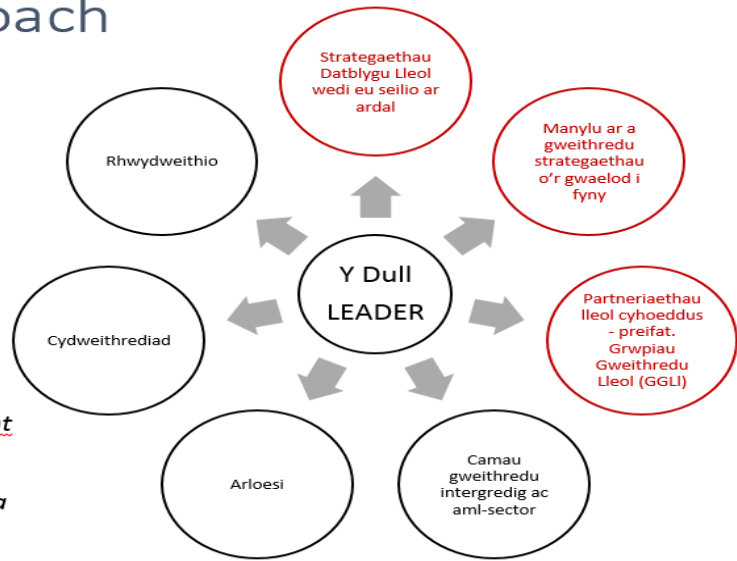 Strategaethau
Datblygu Lleol
wedi eu seilio ar
ardal
Manylu ar a
gweithredu
strategaethau
o'r gwaelod i
fyny
Partneriaethau
lleol cyhoeddus
- preifat.
Grwpiau
Gweithredu
Lleol (GGLl)
Camau
gweithredu
intergredig ac
aml-sector
Arloesi
Cydweithrediad
Rhwydweithio
Y Dull
LEADER